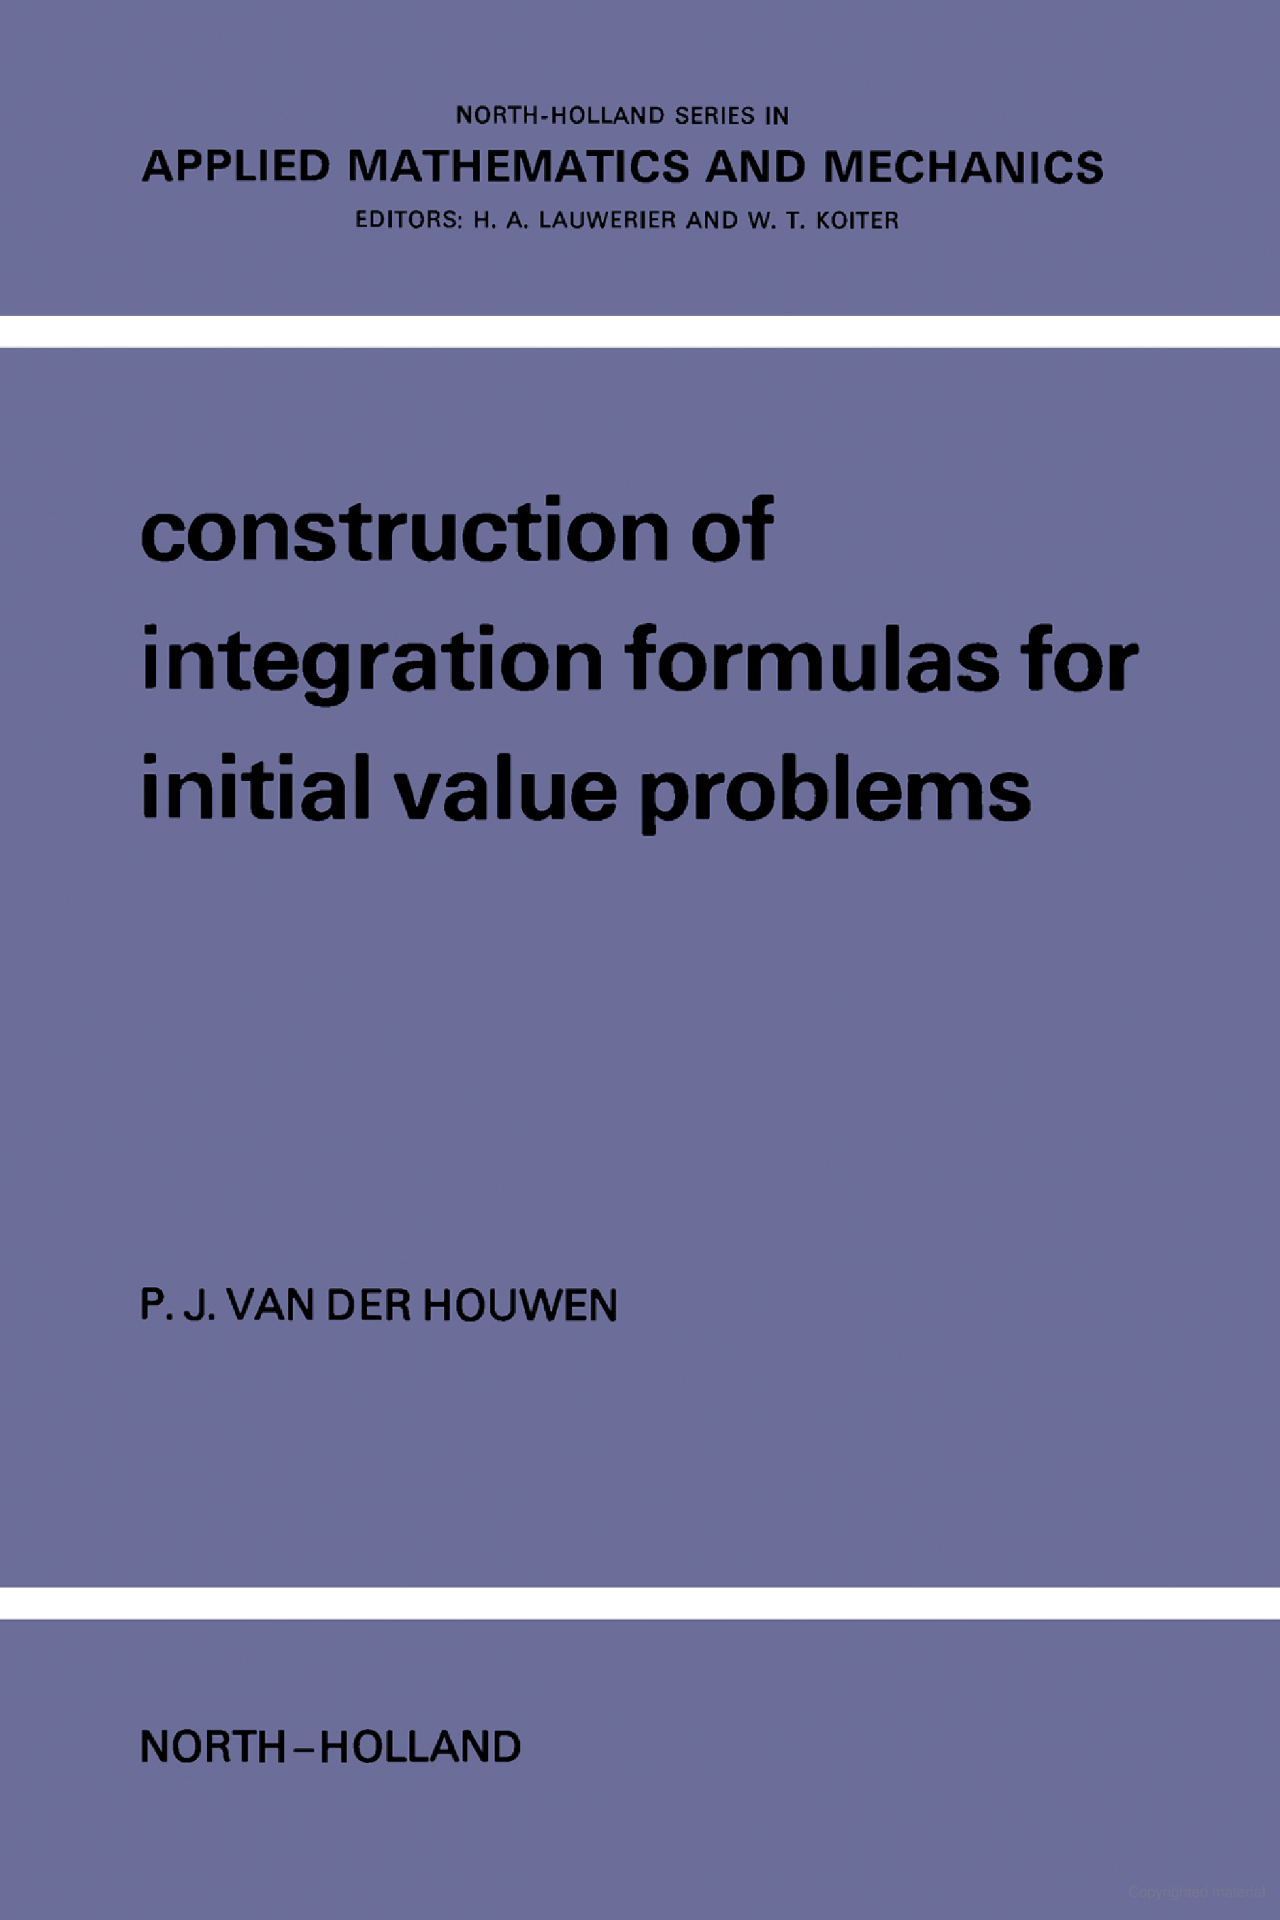 NORTH-HOLLAND SERIES IN
APPLIED MATHEMATICS AND MECHANICS
EDITORS: H. A. LAUWERIER AND W. T. KOITER
construction of
integration formulas for
initial value problems
P. J. VAN DER HOUWEN
NORTH–HOLLAND
Copyrighted material